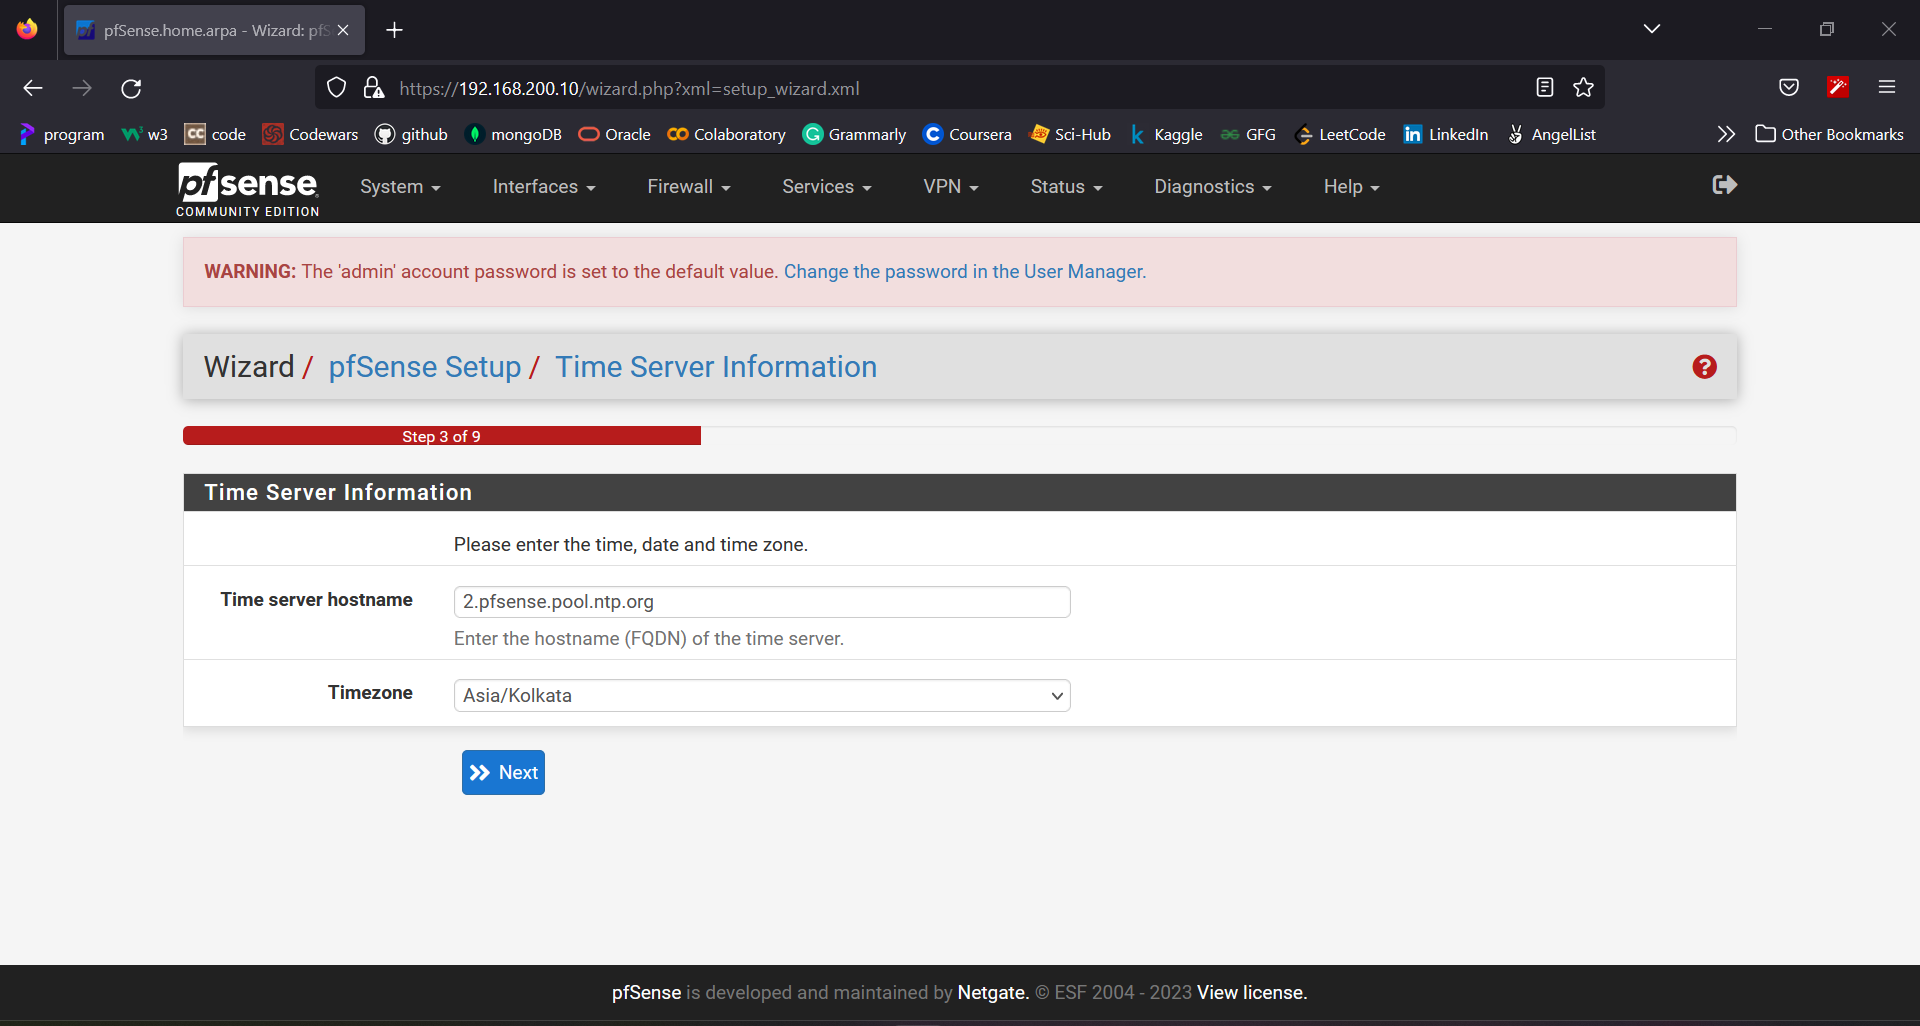 pfSense.home.arpa - Wizard: pfS
https://192.168.200.10/wizard.php?xml=setup_wizard.xml
program w3 code Codewars github mongoDB Oracle Colaboratory Grammarly Coursera Sci-Hub Kaggle GFG LeetCode LinkedIn AngelList Other Bookmarks
pfsense
COMMUNITY EDITION
System Interfaces Firewall Services VPN Status Diagnostics Help
WARNING: The 'admin' account password is set to the default value. Change the password in the User Manager.
Wizard / pfSense Setup / Time Server Information
Step 3 of 9
Time Server Information
Please enter the time, date and time zone.
Time server hostname
2.pfsense.pool.ntp.org
Enter the hostname (FQDN) of the time server.
Timezone
Asia/Kolkata
Next
pfSense is developed and maintained by Netgate. © ESF 2004 - 2023 View license.